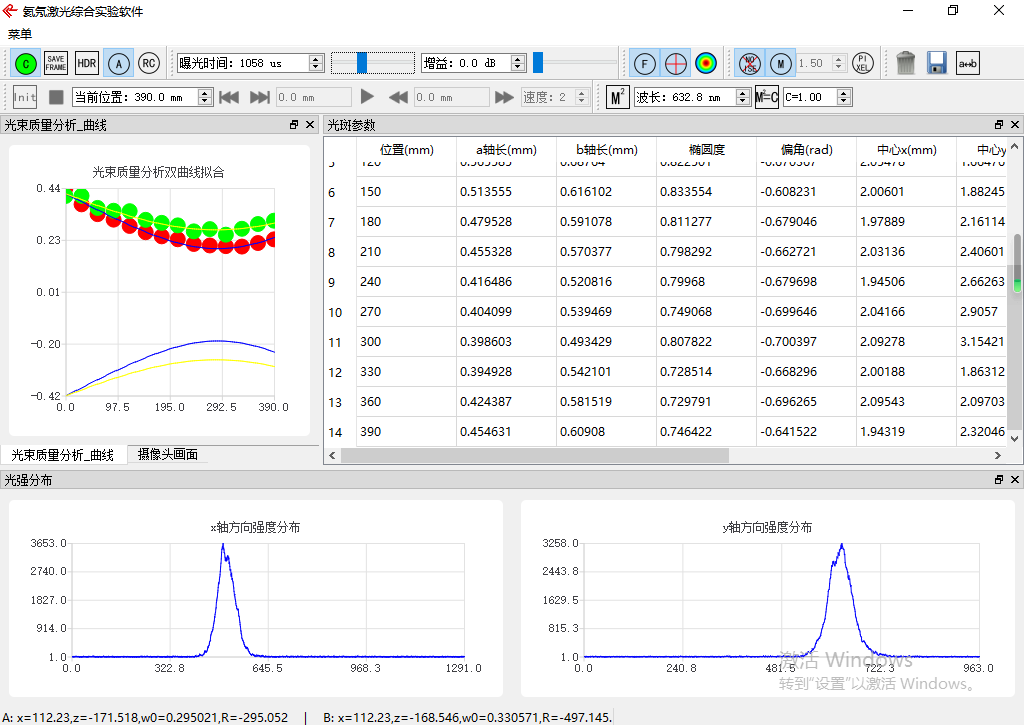 氦氖激光综合实验软件
菜单
C SAVE FRAME HDR A RC 曝光时间: 1058 us 增益: 0.0 dB F NO ISE M 1.50 PI XEL a↔b
Init 当前位置: 390.0 mm 0.0 mm 0.0 mm 速度: 2 M² 波长: 632.8 nm M²=C C=1.00
光束质量分析_曲线
光束质量分析双曲线拟合
0.44
0.23
0.01
-0.20
-0.42
0.0 97.5 195.0 292.5 390.0
光束质量分析_曲线 摄像头画面
光斑参数
位置(mm) a轴长(mm) b轴长(mm) 椭圆度 偏角(rad) 中心x(mm) 中心y
6 150 0.513555 0.616102 0.833554 -0.608231 2.00601 1.88245
7 180 0.479528 0.591078 0.811277 -0.679046 1.97889 2.16114
8 210 0.455328 0.570377 0.798292 -0.662721 2.03136 2.40601
9 240 0.416486 0.520816 0.79968 -0.679698 1.94506 2.66263
10 270 0.404099 0.539469 0.749068 -0.699646 2.04166 2.9057
11 300 0.398603 0.493429 0.807822 -0.700397 2.09278 3.15421
12 330 0.394928 0.542101 0.728514 -0.668296 2.00188 1.86312
13 360 0.424387 0.581519 0.729791 -0.696265 2.09543 2.09703
14 390 0.454631 0.60908 0.746422 -0.641522 1.94319 2.32046
光强分布
x轴方向强度分布
3653.0
2740.0
1827.0
914.0
1.0
0.0 322.8 645.5 968.3 1291.0
y轴方向强度分布
3258.0
2443.8
1629.5
815.3
1.0
0.0 240.8 481.5 722.3 963.0
激活 Windows
转到“设置”以激活 Windows。
A: x=112.23,z=-171.518,w0=0.295021,R=-295.052 | B: x=112.23,z=-168.546,w0=0.330571,R=-497.145.